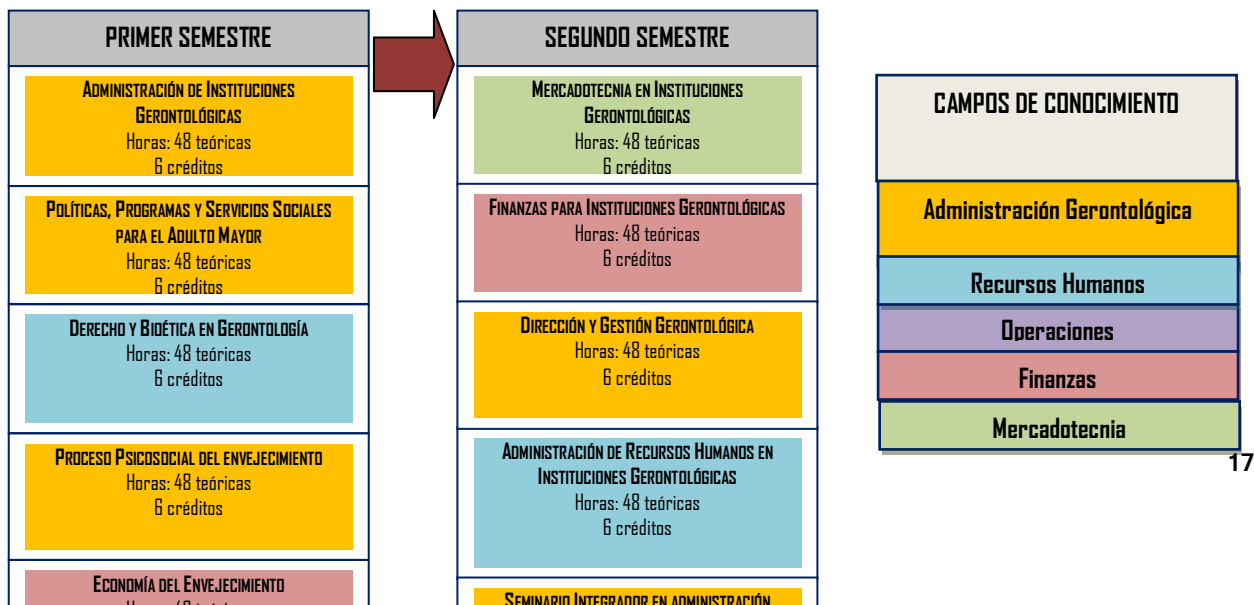 PRIMER SEMESTRE
ADMINISTRACIÓN DE INSTITUCIONES
GERONTOLÓGICAS
Horas: 48 teóricas
6 créditos
POLÍTICAS, PROGRAMAS Y SERVICIOS SOCIALES
PARA EL ADULTO MAYOR
Horas: 48 teóricas
6 créditos
DERECHO Y BIOÉTICA EN GERONTOLOGÍA
Horas: 48 teóricas
6 créditos
PROCESO PSICOSOCIAL DEL ENVEJECIMIENTO
Horas: 48 teóricas
6 créditos
ECONOMÍA DEL ENVEJECIMIENTO
SEGUNDO SEMESTRE
MERCADOTECNIA EN INSTITUCIONES
GERONTOLÓGICAS
Horas: 48 teóricas
6 créditos
FINANZAS PARA INSTITUCIONES GERONTOLÓGICAS
Horas: 48 teóricas
6 créditos
DIRECCIÓN Y GESTIÓN GERONTOLÓGICA
Horas: 48 teóricas
6 créditos
ADMINISTRACIÓN DE RECURSOS HUMANOS EN
INSTITUCIONES GERONTOLÓGICAS
Horas: 48 teóricas
6 créditos
SEMINARIO INTEGRADOR EN ADMINISTRACIÓN
CAMPOS DE CONOCIMIENTO
Administración Gerontológica
Recursos Humanos
Operaciones
Finanzas
Mercadotecnia
17